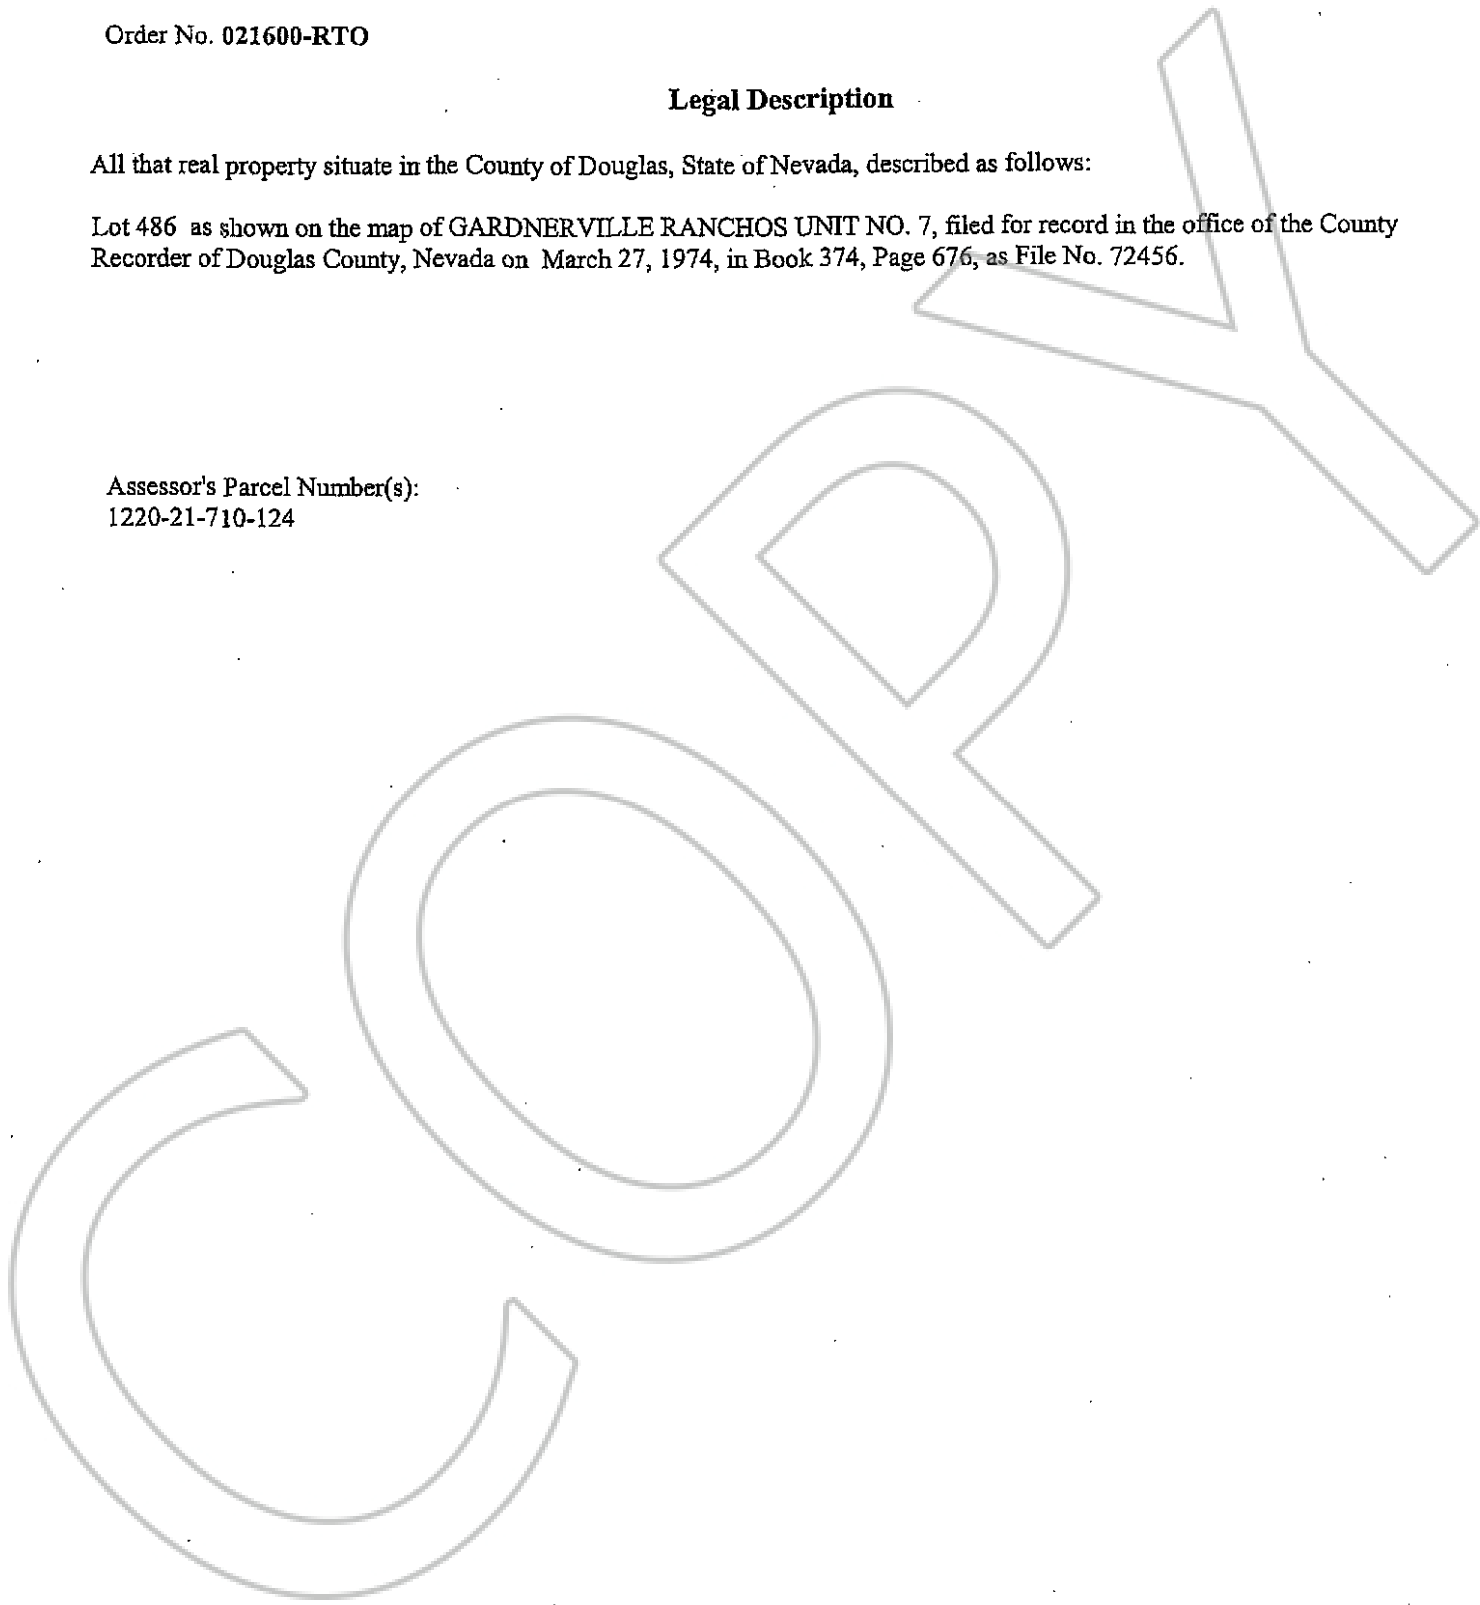 Order No. 021600-RTO
Legal Description
All that real property situate in the County of Douglas, State of Nevada, described as follows:
Lot 486 as shown on the map of GARDNERVILLE RANCHOS UNIT NO. 7, filed for record in the office of the County
Recorder of Douglas County, Nevada on March 27, 1974, in Book 374, Page 676, as File No. 72456.
Assessor's Parcel Number(s):
1220-21-710-124
COPY